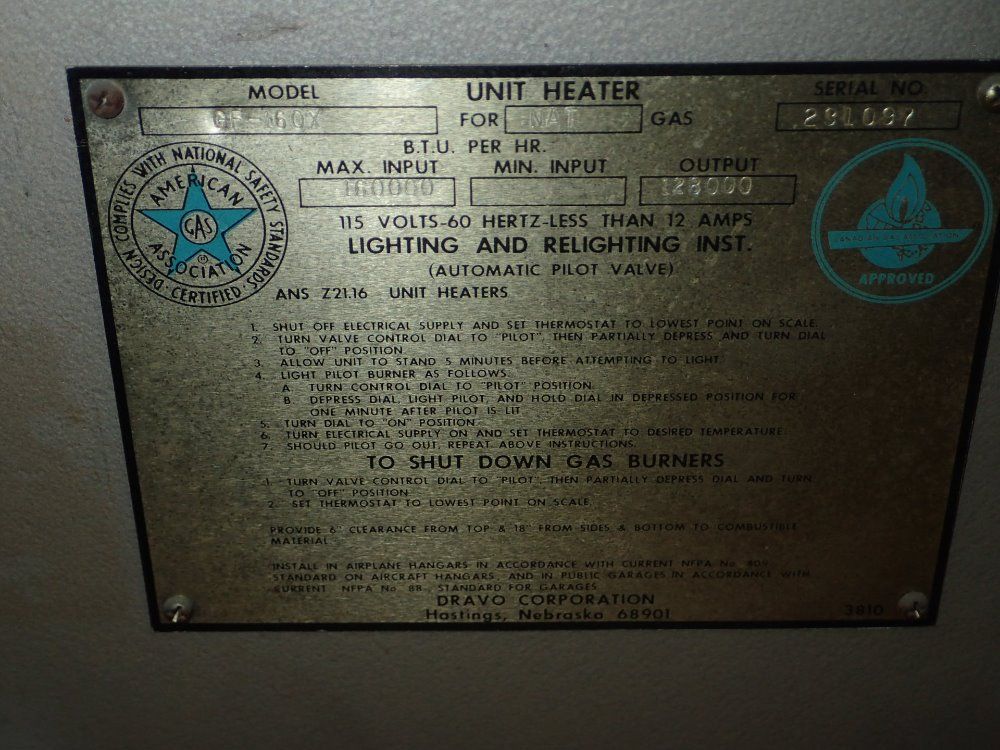 MODEL UNIT HEATER SERIAL NO.
160X FOR NAT GAS 291097
B.T.U. PER HR.
MAX. INPUT MIN. INPUT OUTPUT
160000 128000
115 VOLTS-60 HERTZ-LESS THAN 12 AMPS
LIGHTING AND RELIGHTING INST.
(AUTOMATIC PILOT VALVE)
ANS Z21.16 UNIT HEATERS
DESIGN COMPLIES WITH NATIONAL SAFETY STANDARDS
· CERTIFIED ·
AMERICAN
GAS
ASSOCIATION
CANADIAN GAS ASSOCIATION
APPROVED
1. SHUT OFF ELECTRICAL SUPPLY AND SET THERMOSTAT TO LOWEST POINT ON SCALE.
2. TURN VALVE CONTROL DIAL TO "PILOT", THEN PARTIALLY DEPRESS AND TURN DIAL
TO "OFF" POSITION.
3. ALLOW UNIT TO STAND 5 MINUTES BEFORE ATTEMPTING TO LIGHT.
4. LIGHT PILOT BURNER AS FOLLOWS:
A. TURN CONTROL DIAL TO "PILOT" POSITION.
B. DEPRESS DIAL, LIGHT PILOT, AND HOLD DIAL IN DEPRESSED POSITION FOR
ONE MINUTE AFTER PILOT IS LIT.
5. TURN DIAL TO "ON" POSITION.
6. TURN ELECTRICAL SUPPLY ON AND SET THERMOSTAT TO DESIRED TEMPERATURE.
7. SHOULD PILOT GO OUT, REPEAT ABOVE INSTRUCTIONS.
TO SHUT DOWN GAS BURNERS
1. TURN VALVE CONTROL DIAL TO "PILOT", THEN PARTIALLY DEPRESS DIAL AND TURN
TO "OFF" POSITION.
2. SET THERMOSTAT TO LOWEST POINT ON SCALE.
PROVIDE 6" CLEARANCE FROM TOP & 18" FROM SIDES & BOTTOM TO COMBUSTIBLE
MATERIAL.
INSTALL IN AIRPLANE HANGARS IN ACCORDANCE WITH CURRENT NFPA No. 409,
STANDARD ON AIRCRAFT HANGARS, AND IN PUBLIC GARAGES IN ACCORDANCE WITH
CURRENT NFPA No. 88, STANDARD FOR GARAGES.
DRAVO CORPORATION
Hastings, Nebraska 68901 3810